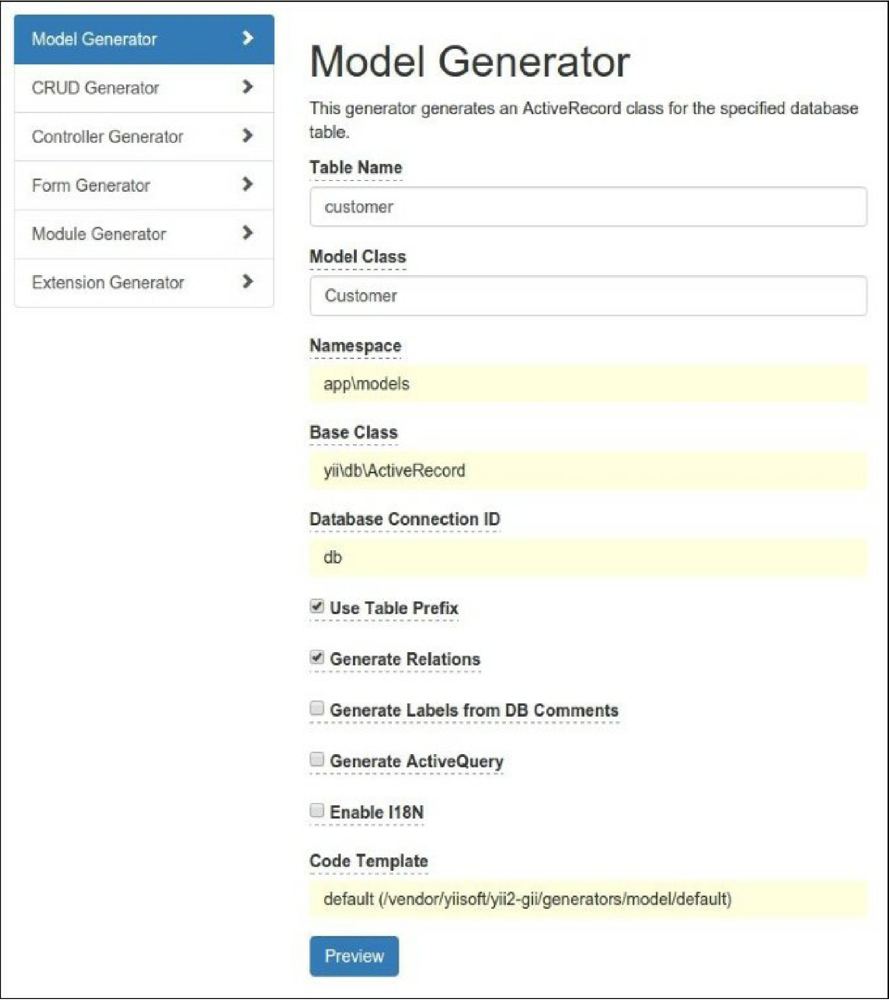 Model Generator
CRUD Generator
Controller Generator
Form Generator
Module Generator
Extension Generator
Model Generator
This generator generates an ActiveRecord class for the specified database
table.
Table Name
customer
Model Class
Customer
Namespace
app\models
Base Class
yii\db\ActiveRecord
Database Connection ID
db
Use Table Prefix
Generate Relations
Generate Labels from DB Comments
Generate ActiveQuery
Enable I18N
Code Template
default (/vendor/yiisoft/yii2-gii/generators/model/default)
Preview